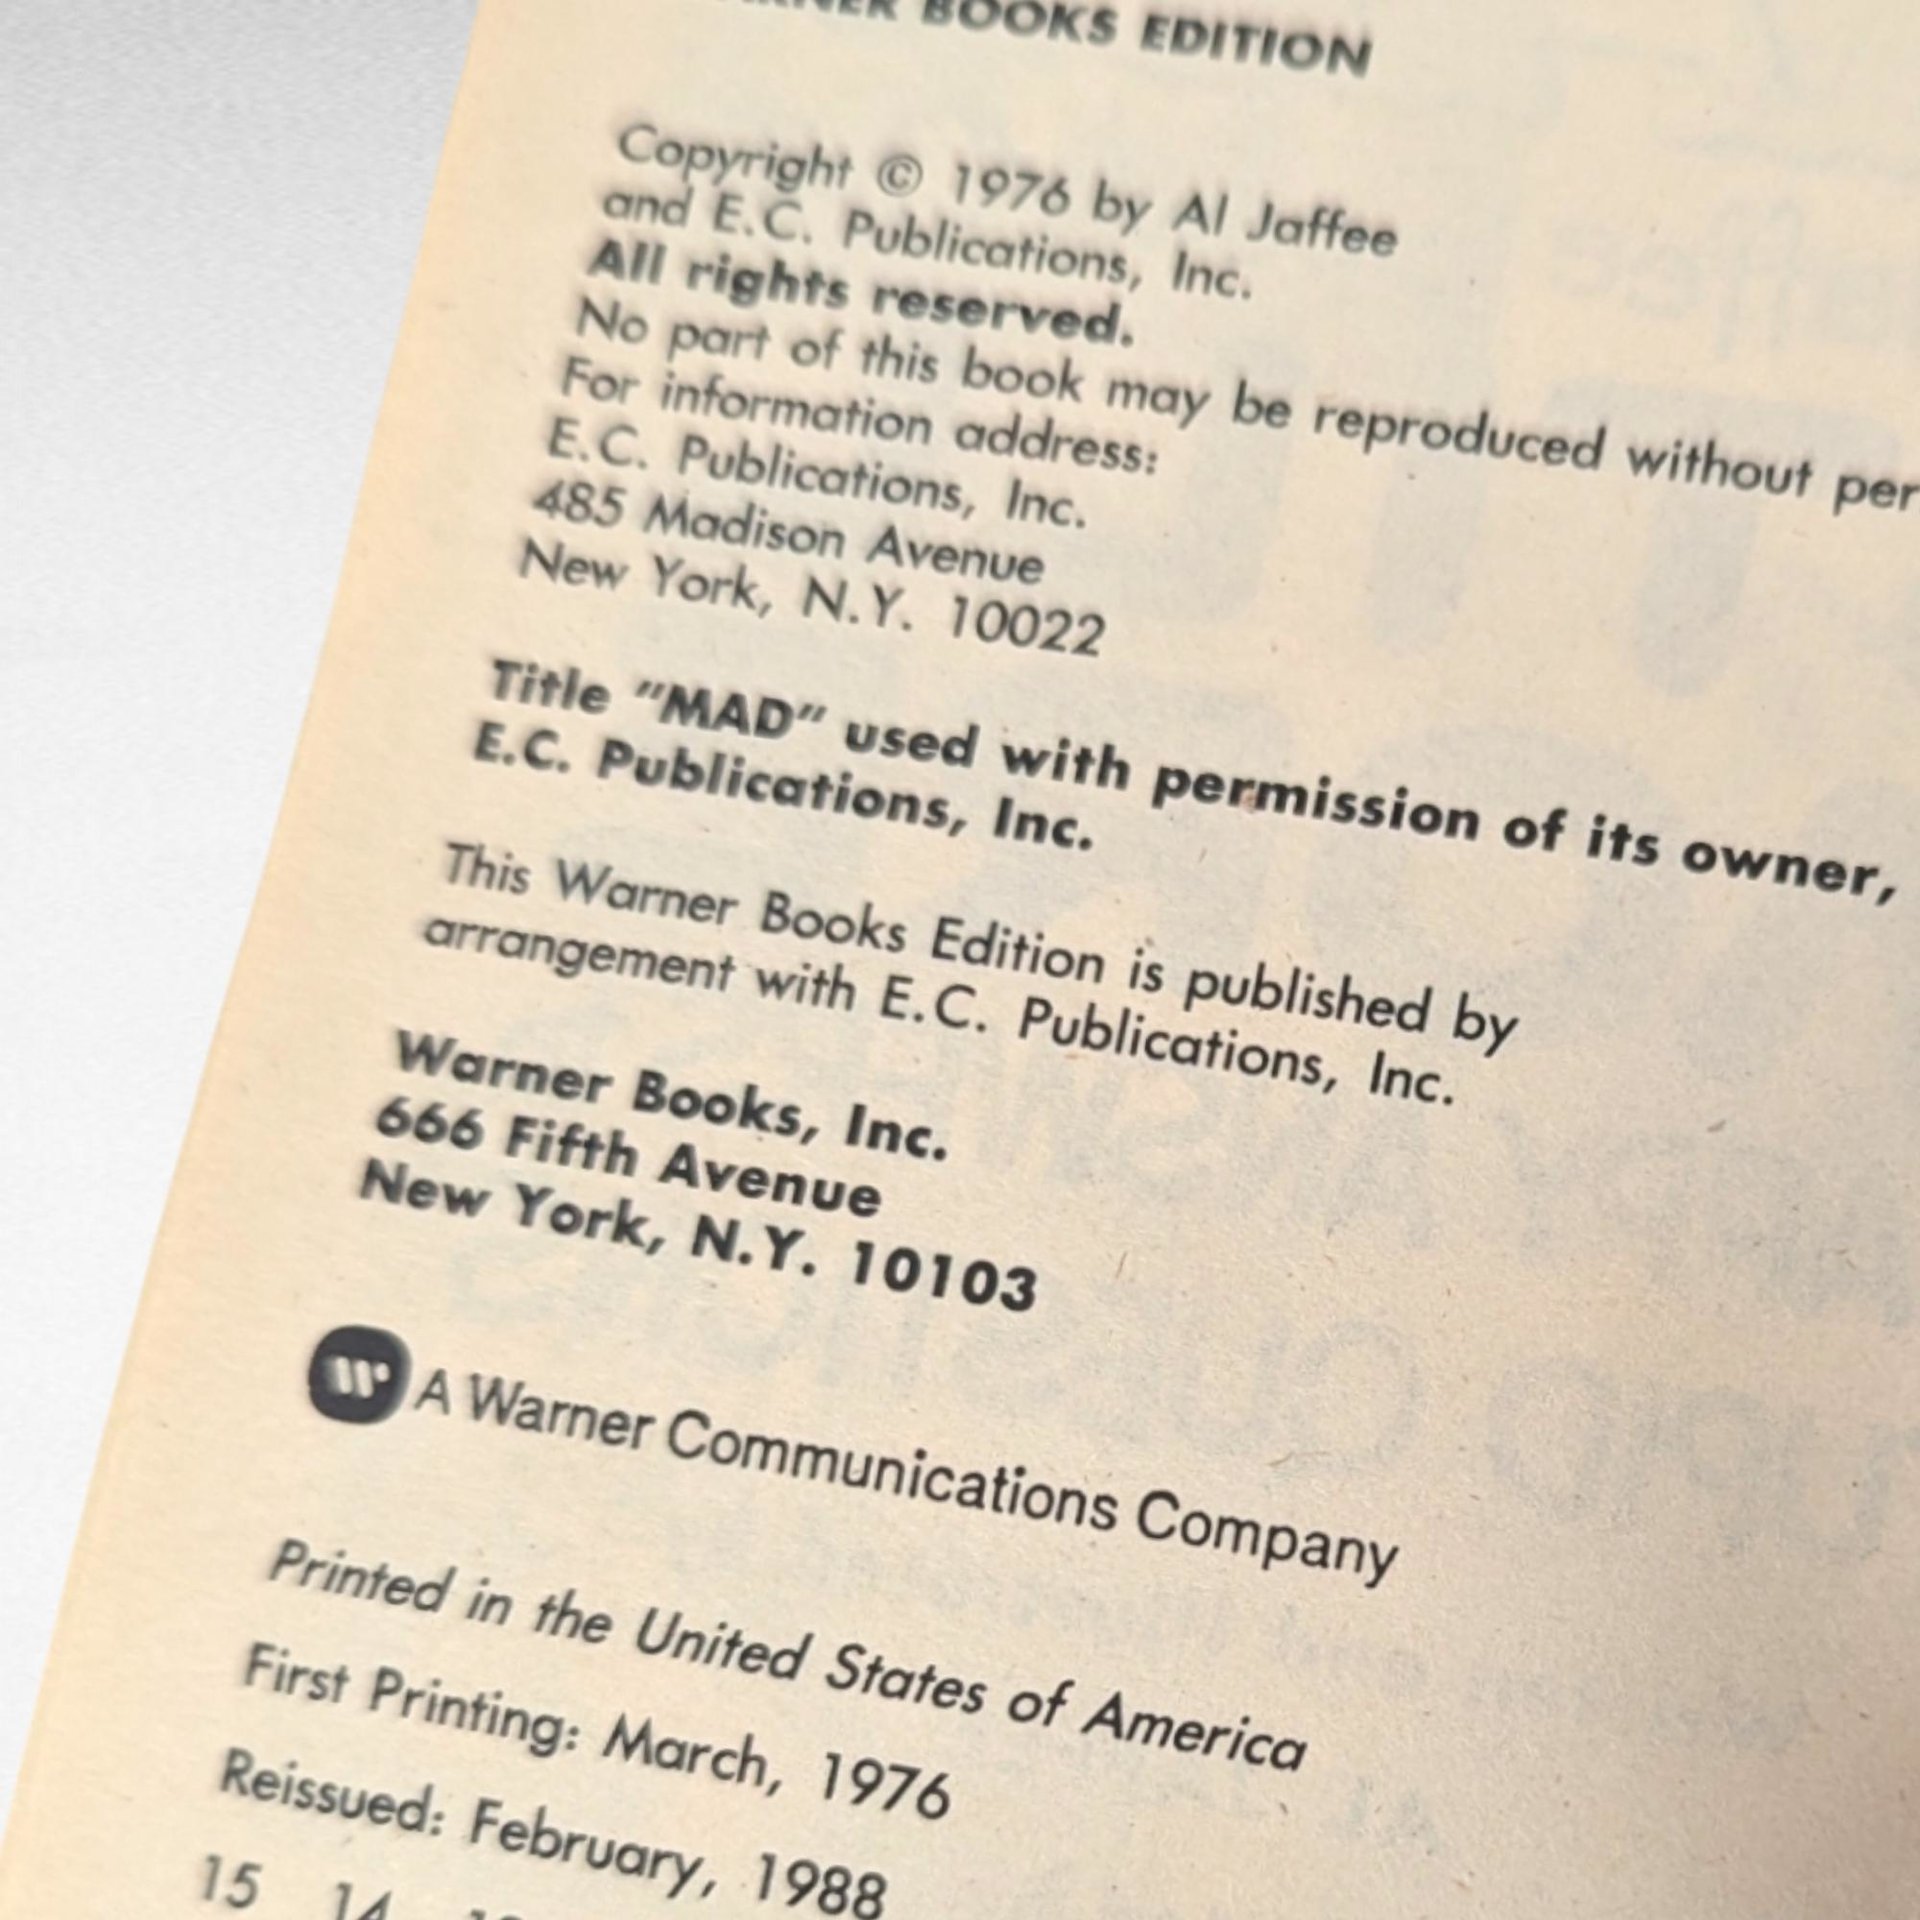 BOOKS EDITION
Copyright © 1976 by Al Jaffee
and E.C. Publications, Inc.
All rights reserved.
No part of this book may be reproduced without
For information address:
E.C. Publications, Inc.
485 Madison Avenue
New York, N.Y. 10022
Title "MAD" used with permission of its owner,
E.C. Publications, Inc.
This Warner Books Edition is published by
arrangement with E.C. Publications, Inc.
Warner Books, Inc.
666 Fifth Avenue
New York, N.Y. 10103
A Warner Communications Company
Printed in the United States of America
First Printing: March, 1976
Reissued: February, 1988
15 14